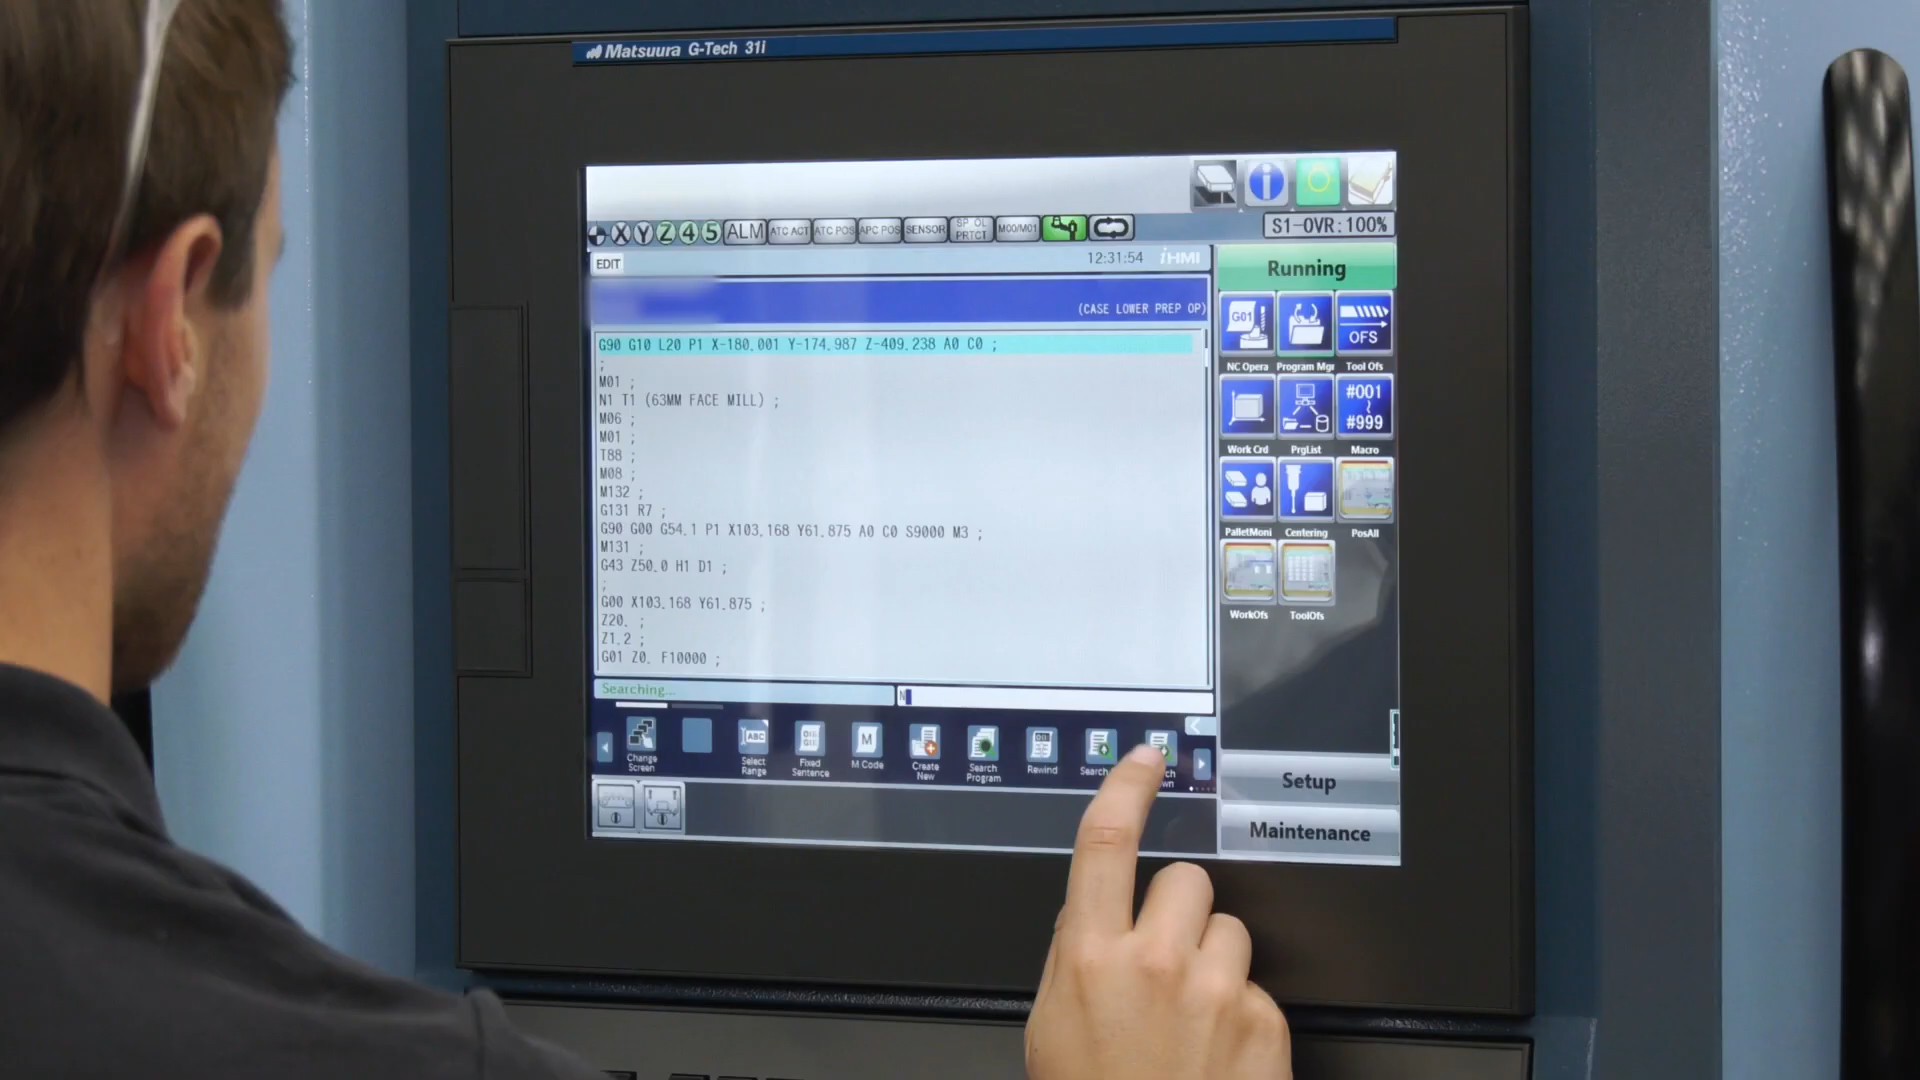 Matsuura G-Tech 31i
X Y Z 4 5 ALM ATC ACT ATC POS APC POS SENSOR SP OL PRTCT M00/M01
S1-OVR:100%
EDIT
12:31:54 iHMI
Running
(CASE LOWER PREP OP)
G90 G10 L20 P1 X-180.001 Y-174.987 Z-409.238 A0 C0 ;
;
M01 ;
N1 T1 (63MM FACE MILL) ;
M06 ;
M01 ;
T88 ;
M08 ;
M132 ;
G131 R7 ;
G90 G00 G54.1 P1 X103.168 Y61.875 A0 C0 S9000 M3 ;
M131 ;
G43 Z50.0 H1 D1 ;
;
G00 X103.168 Y61.875 ;
Z20. ;
Z1.2 ;
G01 Z0. F10000 ;
Searching...
N
G01
OFS
NC Opera Program Mgr Tool Ofs
#001
~
#999
Work Crd PrgList Macro
PalletMoni Centering PosAll
WorkOfs ToolOfs
Setup
Maintenance
ABC
M
Change Screen
Select Range
Fixed Sentence
M Code
Create New
Search Program
Rewind
Search